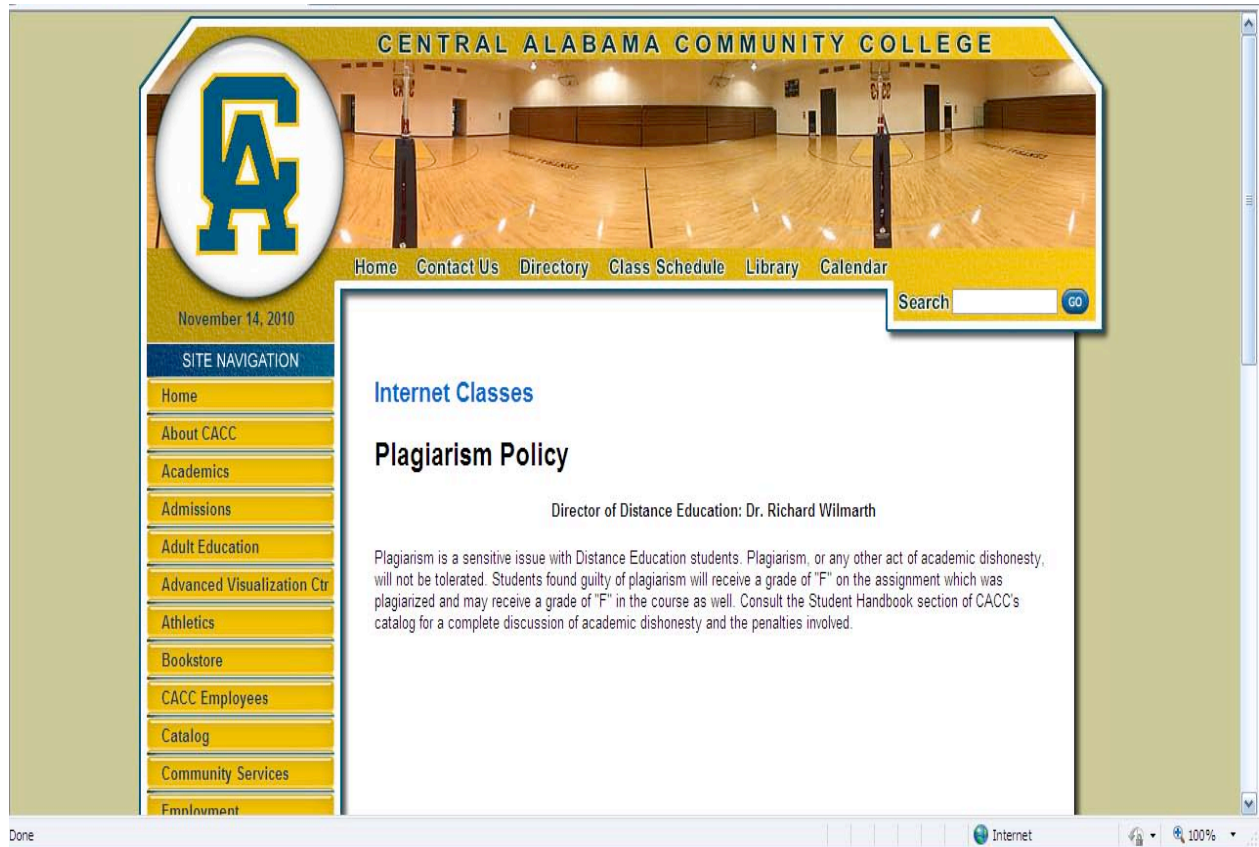 CENTRAL ALABAMA COMMUNITY COLLEGE
CA
Home Contact Us Directory Class Schedule Library Calendar
Search GO
November 14, 2010
SITE NAVIGATION
Home
About CACC
Academics
Admissions
Adult Education
Advanced Visualization Ctr
Athletics
Bookstore
CACC Employees
Catalog
Community Services
Employment
Internet Classes
Plagiarism Policy
Director of Distance Education: Dr. Richard Wilmarth
Plagiarism is a sensitive issue with Distance Education students. Plagiarism, or any other act of academic dishonesty,
will not be tolerated. Students found guilty of plagiarism will receive a grade of "F" on the assignment which was
plagiarized and may receive a grade of "F" in the course as well. Consult the Student Handbook section of CACC's
catalog for a complete discussion of academic dishonesty and the penalties involved.
Done Internet 100%